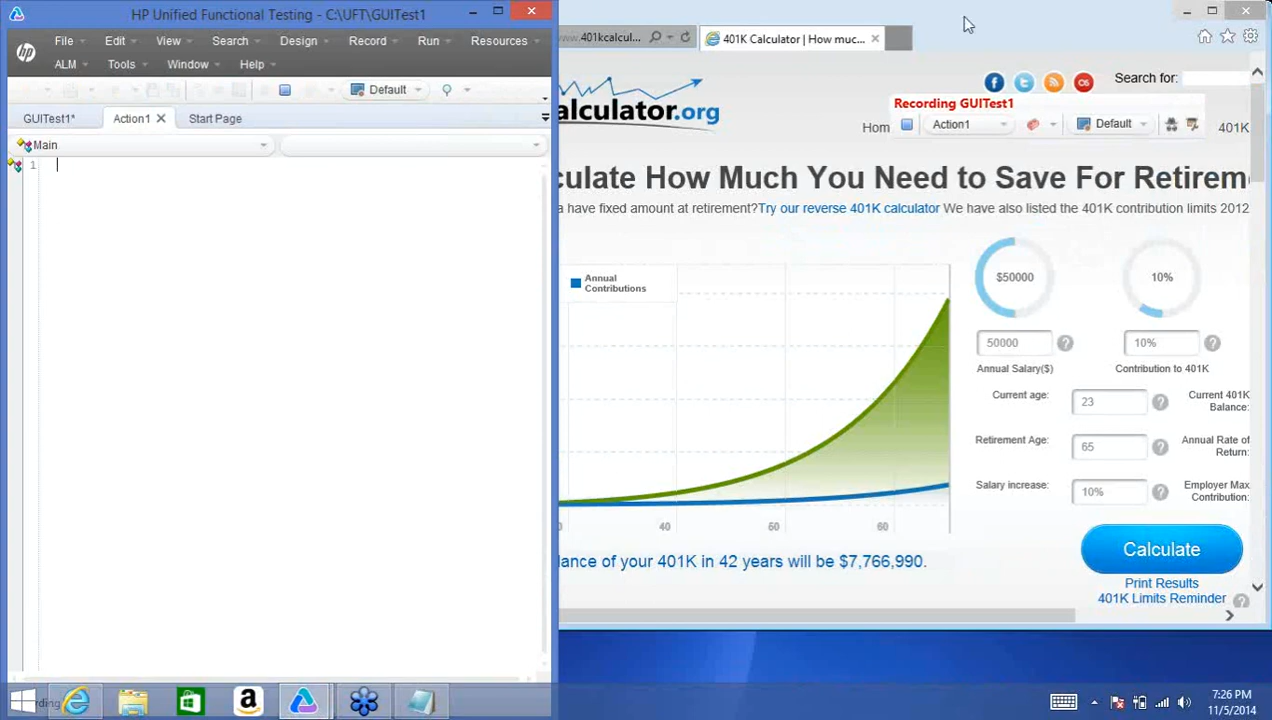 HP Unified Functional Testing - C:\UFT\GUITest1
File Edit View Search Design Record Run Resources
ALM Tools Window Help
Default
GUITest1* Action1 Start Page
Main
1
401kcalcul...
401K Calculator | How muc...
Search for:
alculator.org
Recording GUITest1
Hom
Action1 Default
401K
culate How Much You Need to Save For Retirem
a have fixed amount at retirement?Try our reverse 401K calculator We have also listed the 401K contribution limits 2012
Annual
Contributions
$50000
10%
50000
10%
Annual Salary($)
Contribution to 401K
Current age:
23
Current 401K
Balance:
Retirement Age:
65
Annual Rate of
Return:
Salary increase:
10%
Employer Max
Contribution:
40 60 60
lance of your 401K in 42 years will be $7,766,990.
Calculate
Print Results
401K Limits Reminder
rding
7:26 PM
11/5/2014